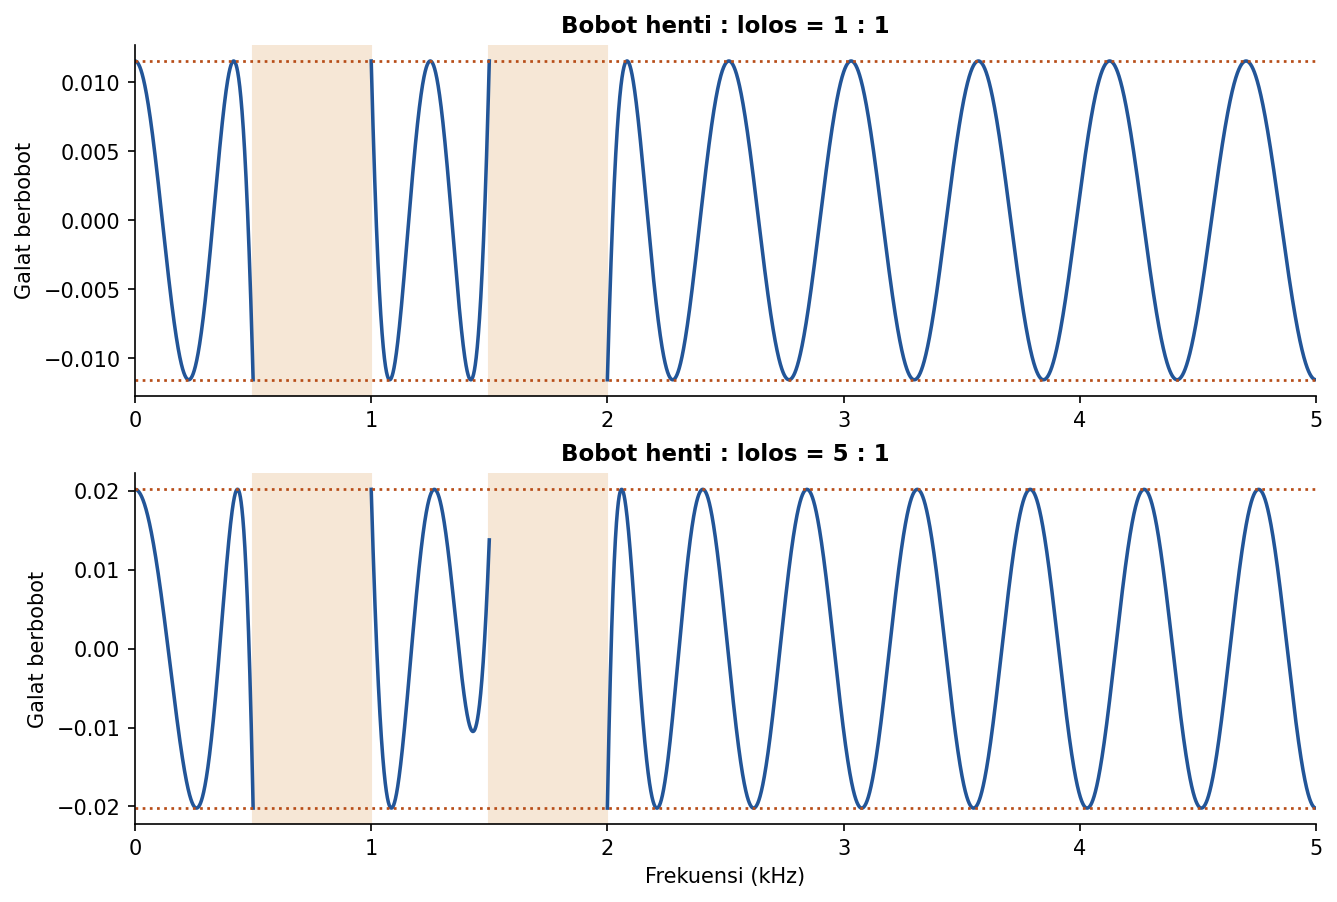 Bobot henti : lolos = 1 : 1
Galat berbobot
0.010
0.005
0.000
−0.005
−0.010
0 1 2 3 4 5
Bobot henti : lolos = 5 : 1
Galat berbobot
0.02
0.01
0.00
−0.01
−0.02
0 1 2 3 4 5
Frekuensi (kHz)